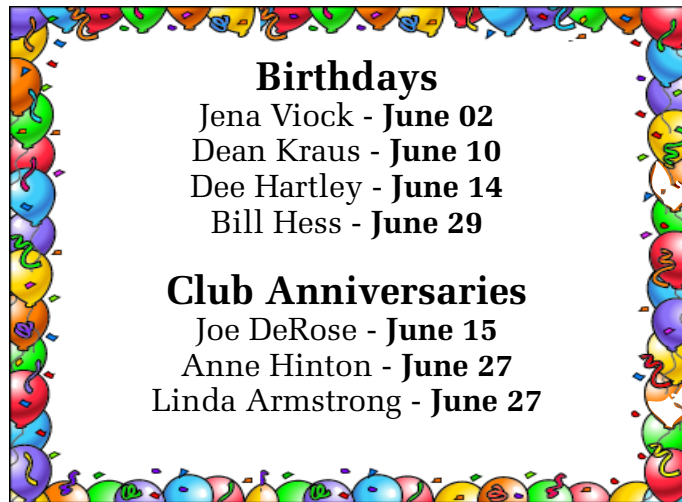 Birthdays
Jena Viock - June 02
Dean Kraus - June 10
Dee Hartley - June 14
Bill Hess - June 29
Club Anniversaries
Joe DeRose - June 15
Anne Hinton - June 27
Linda Armstrong - June 27